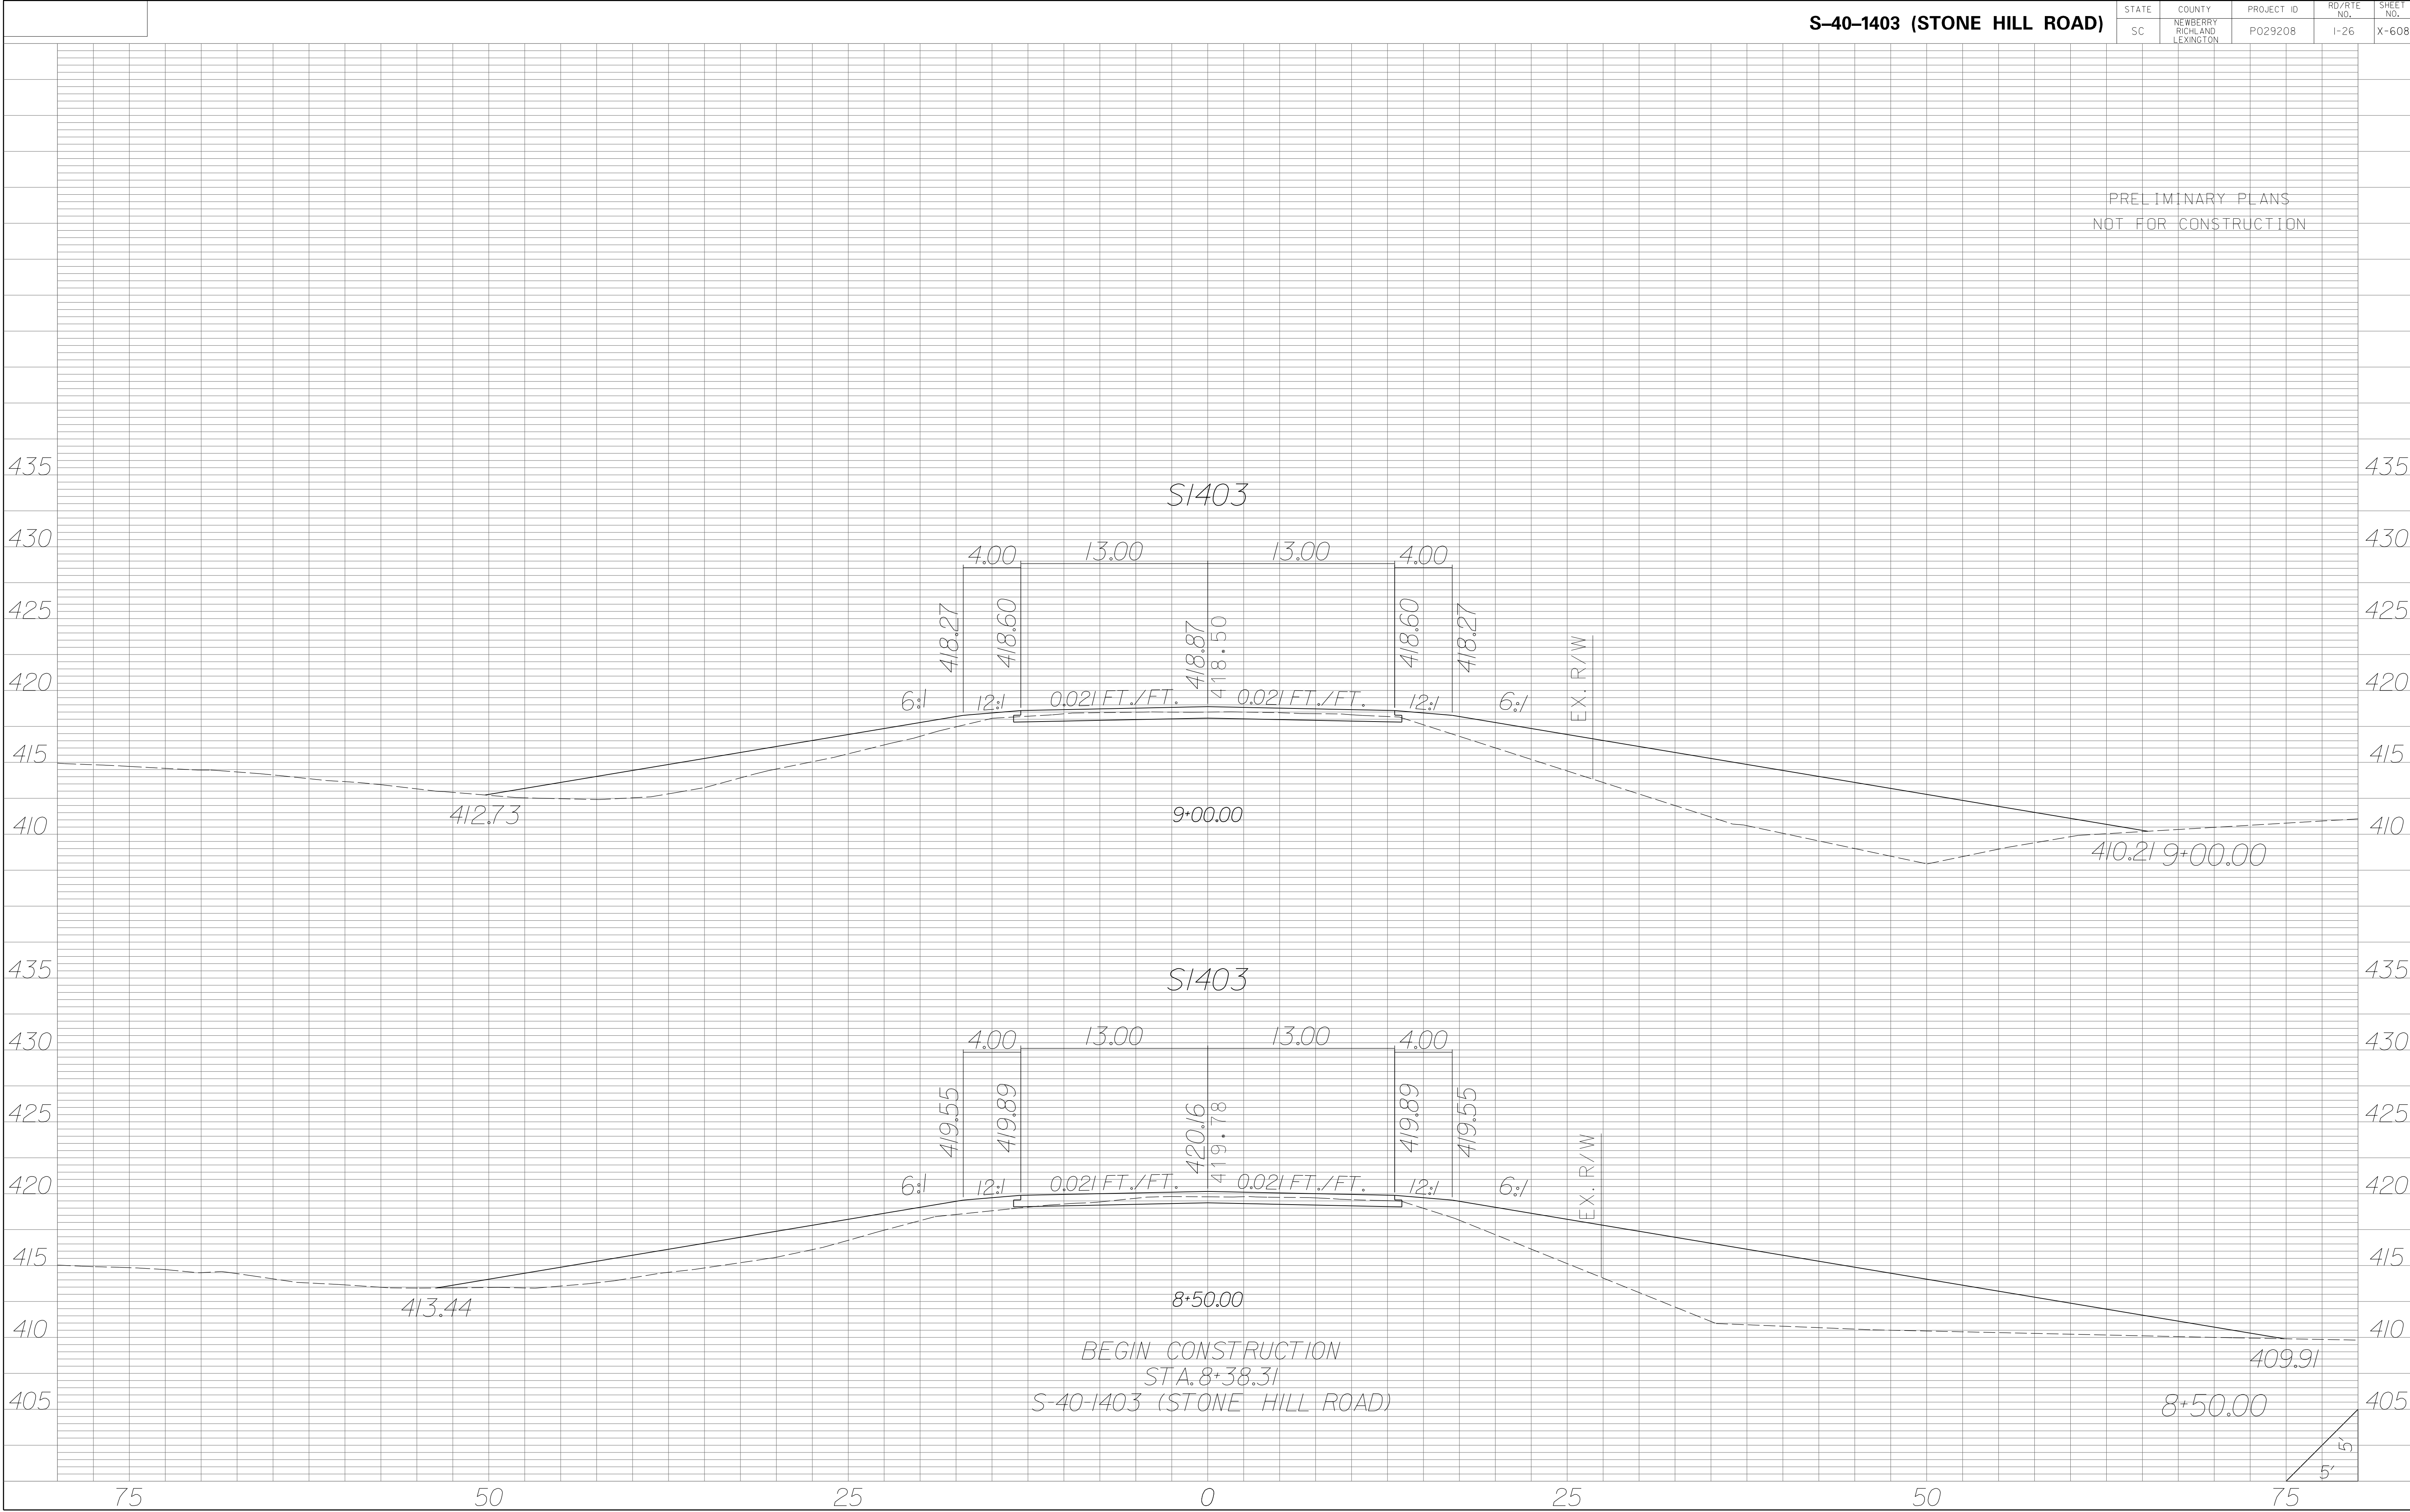 S-40-1403 (STONE HILL ROAD)
STATE COUNTY PROJECT ID RD/RTE NO. SHEET NO.
SC NEWBERRY RICHLAND LEXINGTON P029208 I-26 X-608
PRELIMINARY PLANS
NOT FOR CONSTRUCTION
435 435
S1403
430 430
4.00 13.00 13.00 4.00
425 425
418.27 418.60 418.87 418.50 418.60 418.27
EX. R/W
420 420
6:1 12:1 0.021 FT./FT. 0.021 FT./FT. 12:1 6:1
415 415
412.73 9+00.00
410 410
410.21 9+00.00
435 435
S1403
430 430
4.00 13.00 13.00 4.00
425 425
419.55 419.89 420.16 419.78 419.89 419.55
EX. R/W
420 420
6:1 12:1 0.021 FT./FT. 0.021 FT./FT. 12:1 6:1
415 415
413.44 8+50.00
410 410
BEGIN CONSTRUCTION
409.91
STA. 8+38.31
S-40-1403 (STONE HILL ROAD)
405 8+50.00 405
5'
5'
75 50 25 0 25 50 75